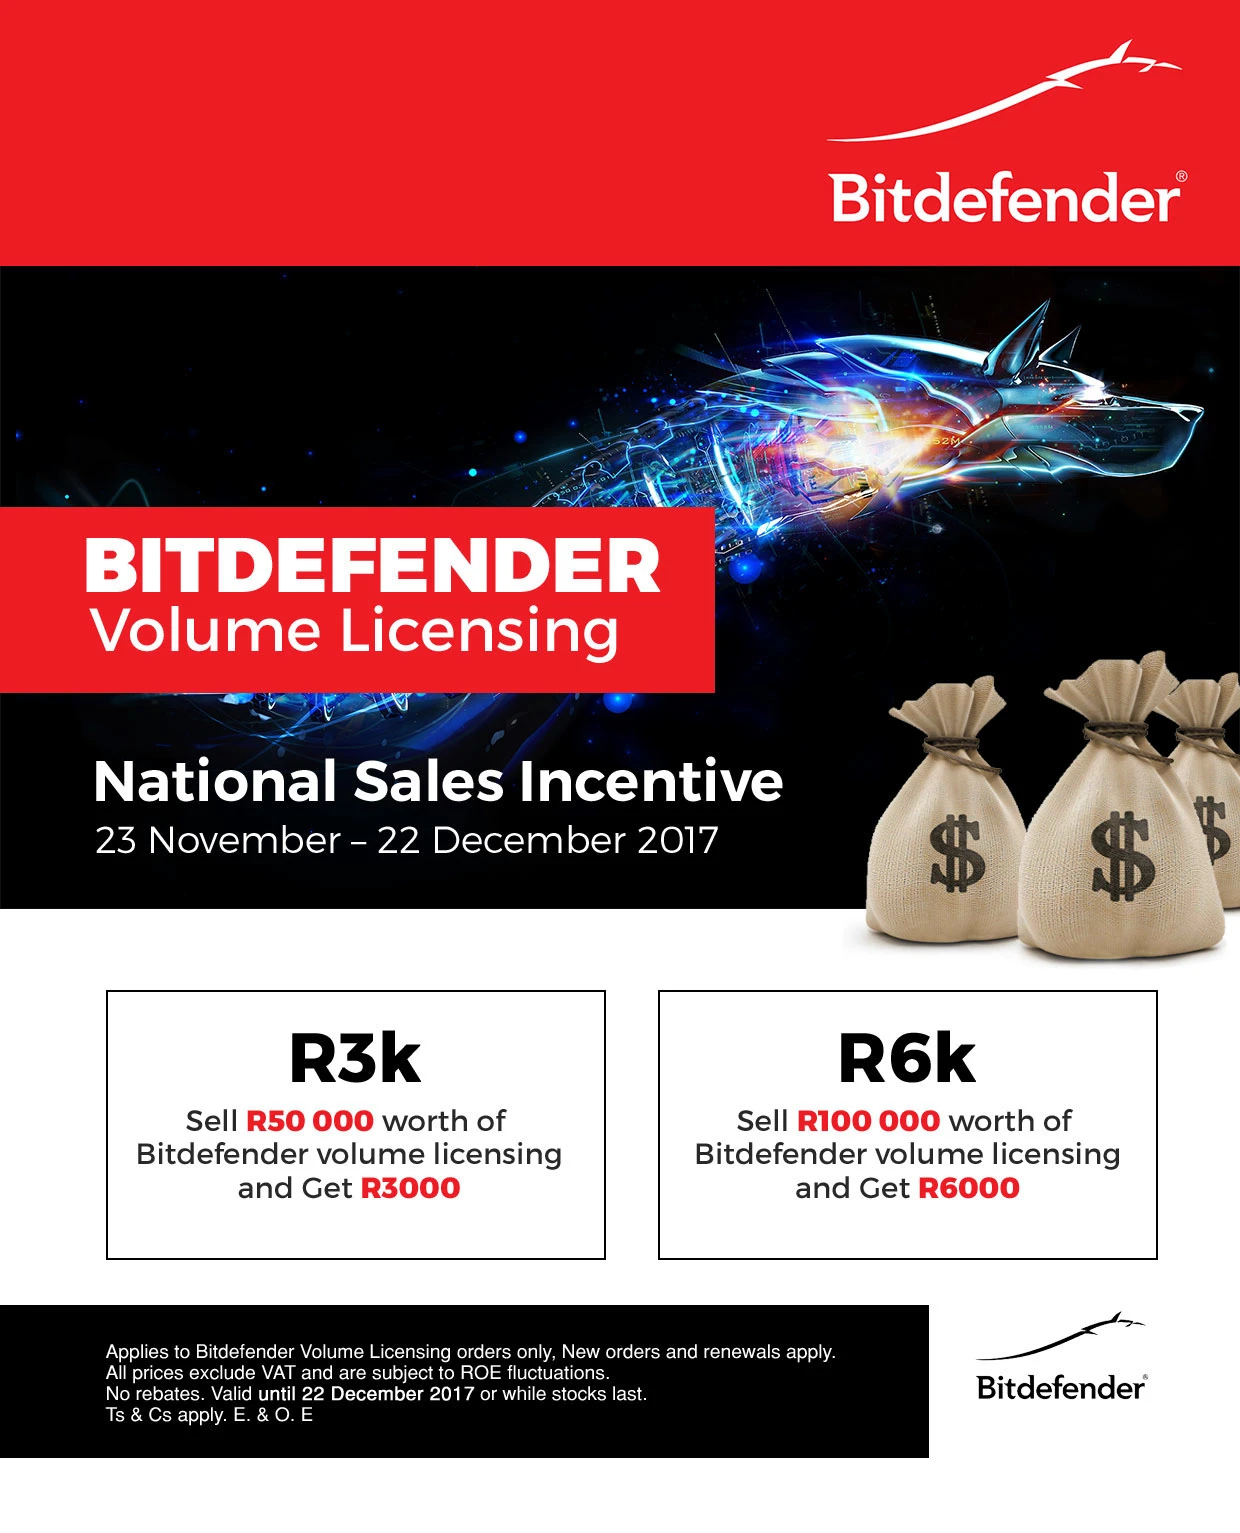 Bitdefender®
52M
BITDEFENDER
Volume Licensing
National Sales Incentive
23 November – 22 December 2017
$ $ $
R3k
Sell R50 000 worth of
Bitdefender volume licensing
and Get R3000
R6k
Sell R100 000 worth of
Bitdefender volume licensing
and Get R6000
Applies to Bitdefender Volume Licensing orders only, New orders and renewals apply.
All prices exclude VAT and are subject to ROE fluctuations.
No rebates. Valid until 22 December 2017 or while stocks last.
Ts & Cs apply. E. & O. E
Bitdefender®